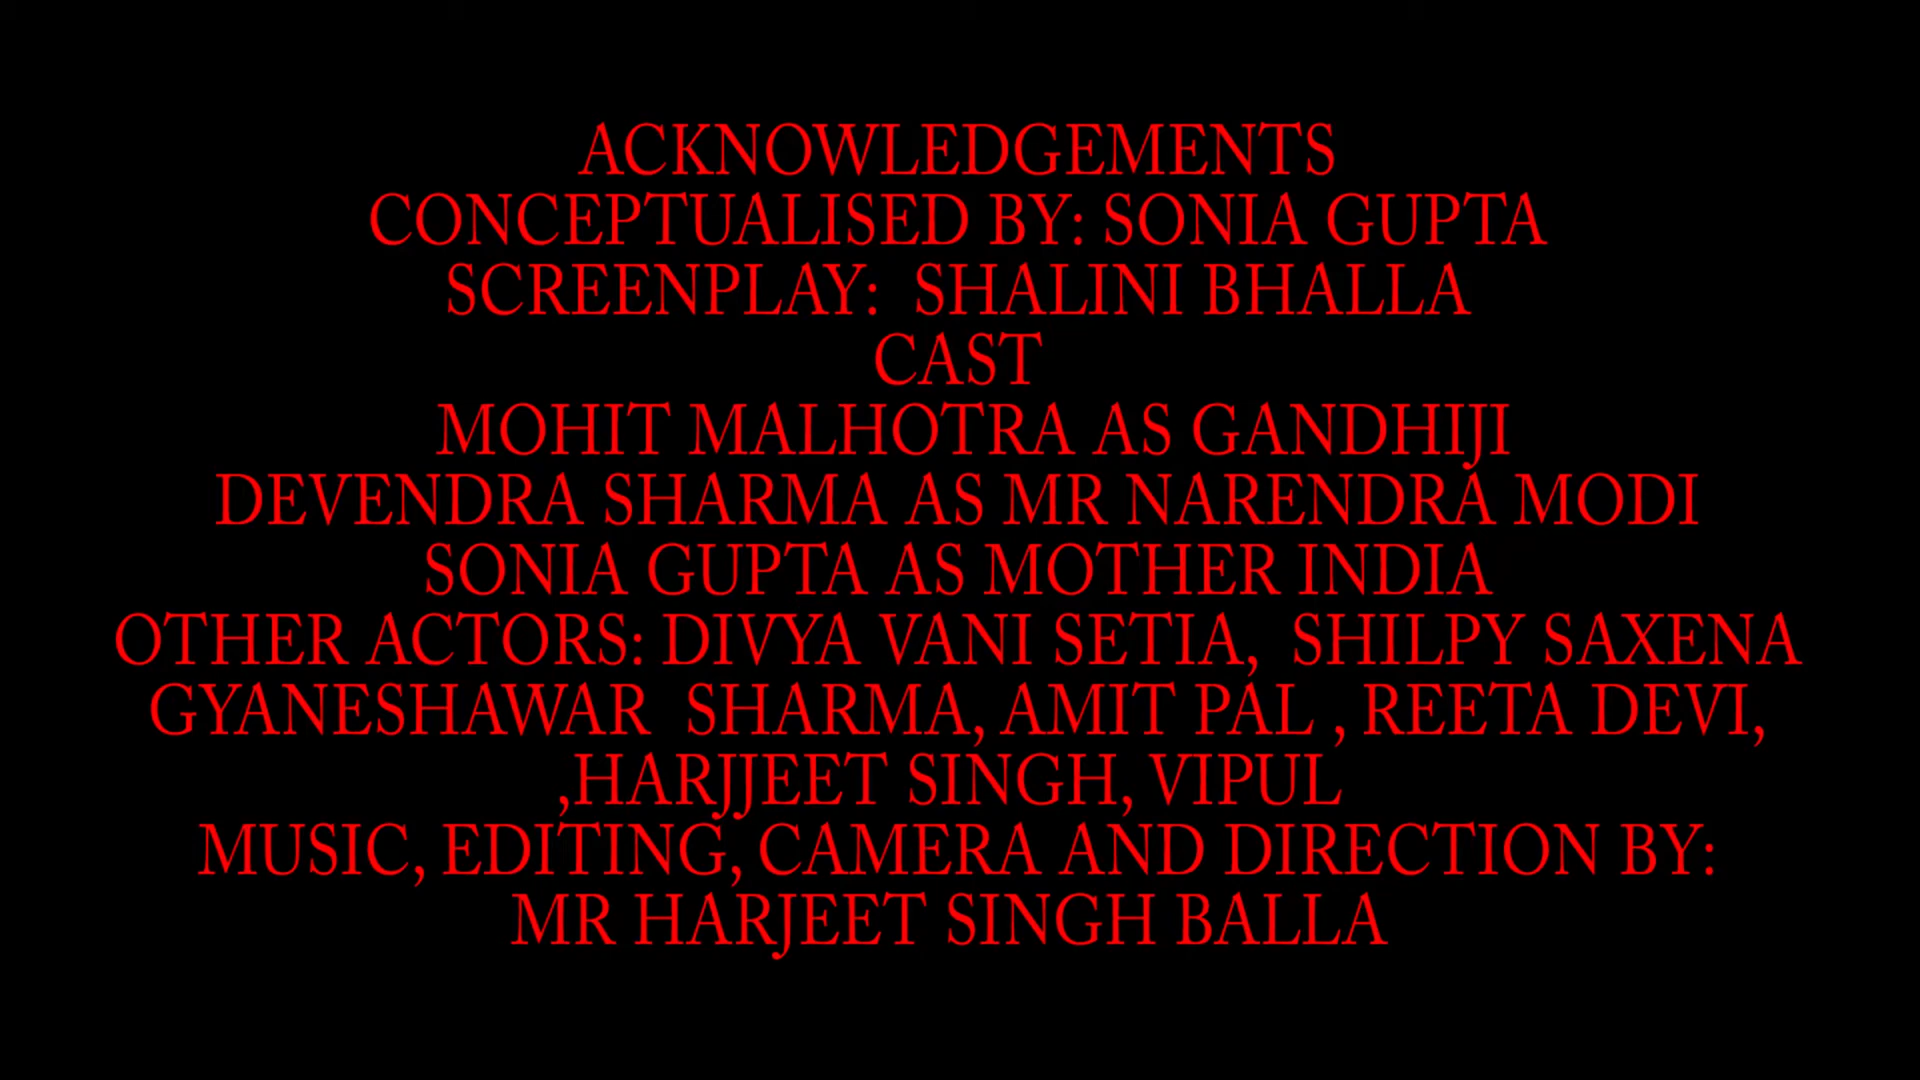 ACKNOWLEDGEMENTS
CONCEPTUALISED BY: SONIA GUPTA
SCREENPLAY:  SHALINI BHALLA
CAST
MOHIT MALHOTRA AS GANDHIJI
DEVENDRA SHARMA AS MR NARENDRA MODI
SONIA GUPTA AS MOTHER INDIA
OTHER ACTORS: DIVYA VANI SETIA,  SHILPY SAXENA
GYANESHAWAR  SHARMA, AMIT PAL , REETA DEVI,
,HARJJEET SINGH, VIPUL
MUSIC, EDITING, CAMERA AND DIRECTION BY:
MR HARJEET SINGH BALLA